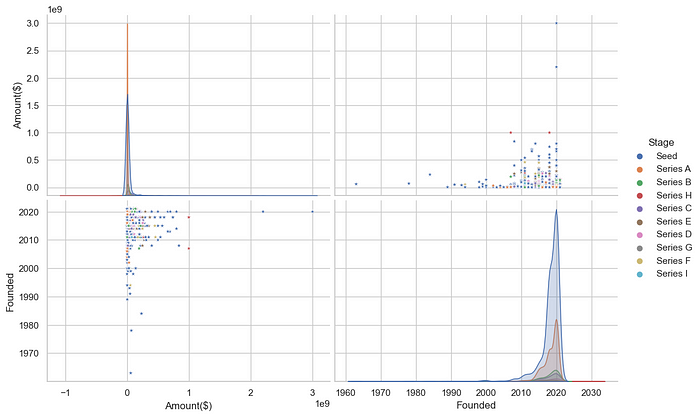 1e9
3.0
2.5
2.0
1.5
1.0
0.5
0.0
Amount($)
Stage
Seed
Series A
Series B
Series H
Series C
Series E
Series D
Series G
Series F
Series I
2020
2010
2000
1990
1980
1970
Founded
−1 0 1 2 3
1e9
Amount($)
1960 1970 1980 1990 2000 2010 2020 2030
Founded